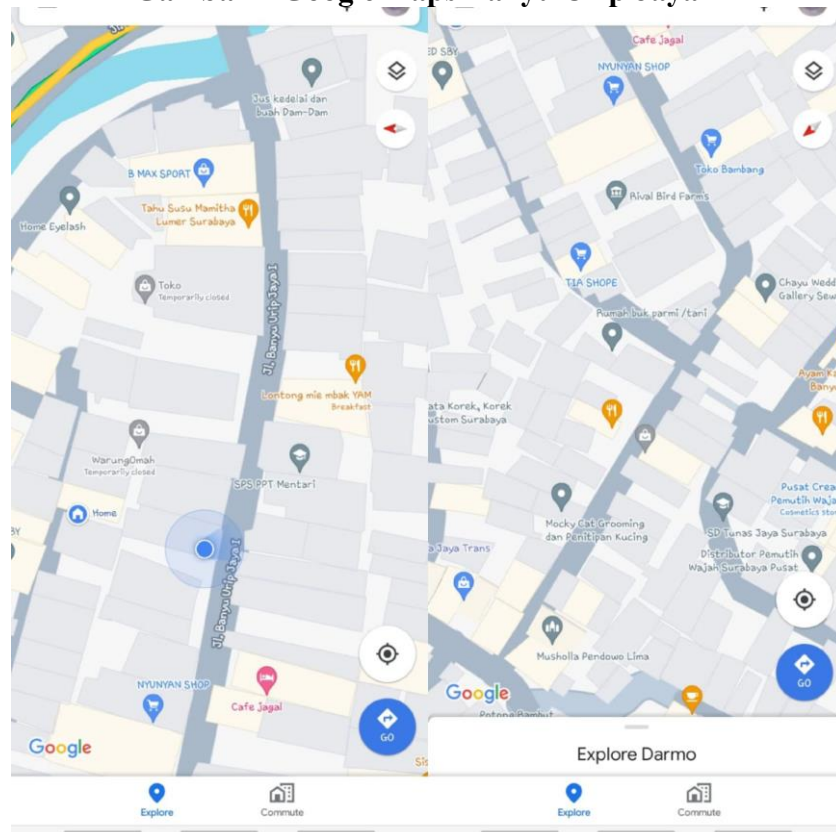 Jus kedelai dan
buah Dam-Dam
B MAX SPORT
Tahu Susu Mamitha
Lumer Surabaya
Home Eyelash
Toko
Temporarily closed
Jl. Banyu Urip Jaya I
Lontong mie mbak YAM
Breakfast
WarungOmah
Temporarily closed
SPS PPT Mentari
Home
Jl. Banyu Urip Jaya I
NYUNYAN SHOP
Cafe Jagal
Google
GO
Explore
Commute
Cafe Jagal
ED SBY
NYUNYAN SHOP
Toko Bambang
Rival Bird Farms
TIA SHOPE
Chayu Wedd
Gallery Sew
Rumah buk parmi /tani
Ayam K
Bany
ata Korek, Korek
ustom Surabaya
Pusat Crea
Pemutih Waja
Cosmetics sto
Mocky Cat Grooming
dan Penitipan Kucing
SD Tunas Jaya Surabaya
Distributor Pemutih
Wajah Surabaya Pusat...
a Jaya Trans
Musholla Pendowo Lima
Google
GO
Potong Bambut
Explore Darmo
Explore
Commute